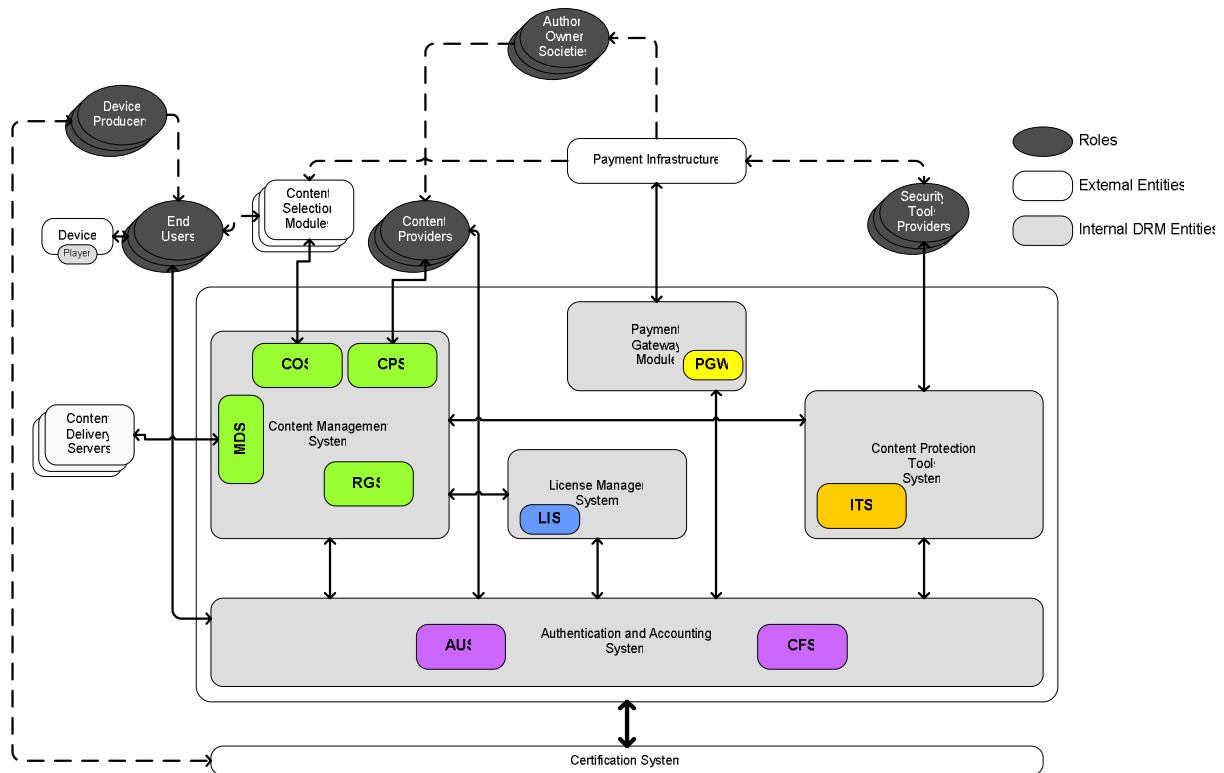 Author
Owner
Societies
Device
Producers
Payment Infrastructure
Roles
External Entities
Internal DRM Entities
Content
Selection
Modules
Security
Tools
Providers
End
Users
Content
Providers
Device
Player
Payment
Gateway
Module
PGW
COS
CPS
MDS
Content Management
System
RGS
Content
Delivery
Servers
Content Protection
Tools
System
ITS
License Manager
System
LIS
Authentication and Accounting
System
AUS
CFS
Certification System